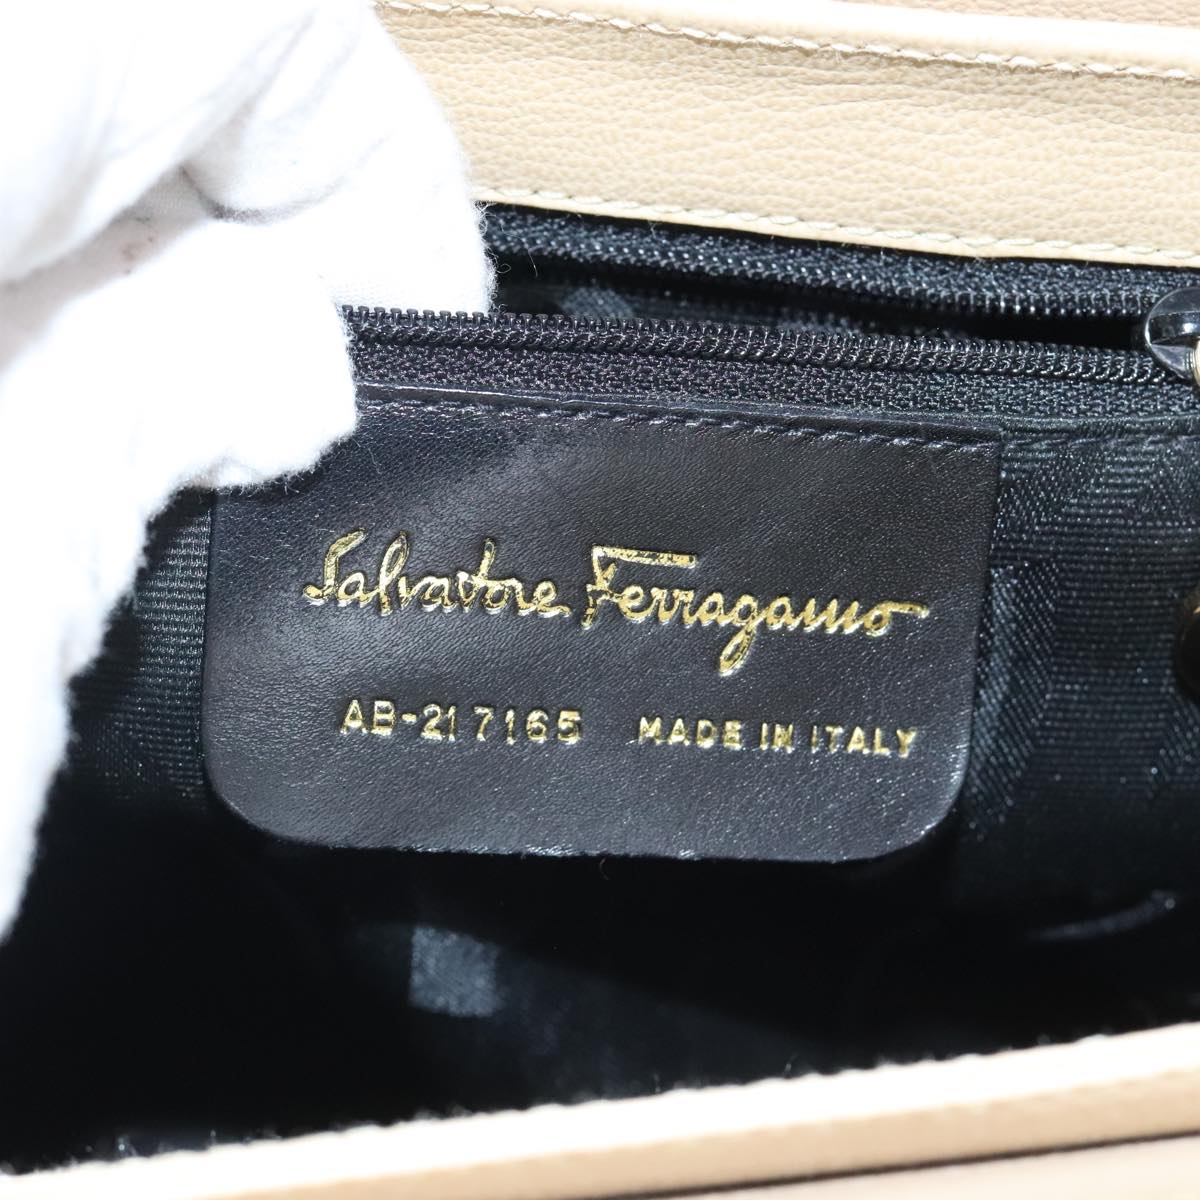 Salvatore Ferragamo
AB-21 7165 MADE IN ITALY